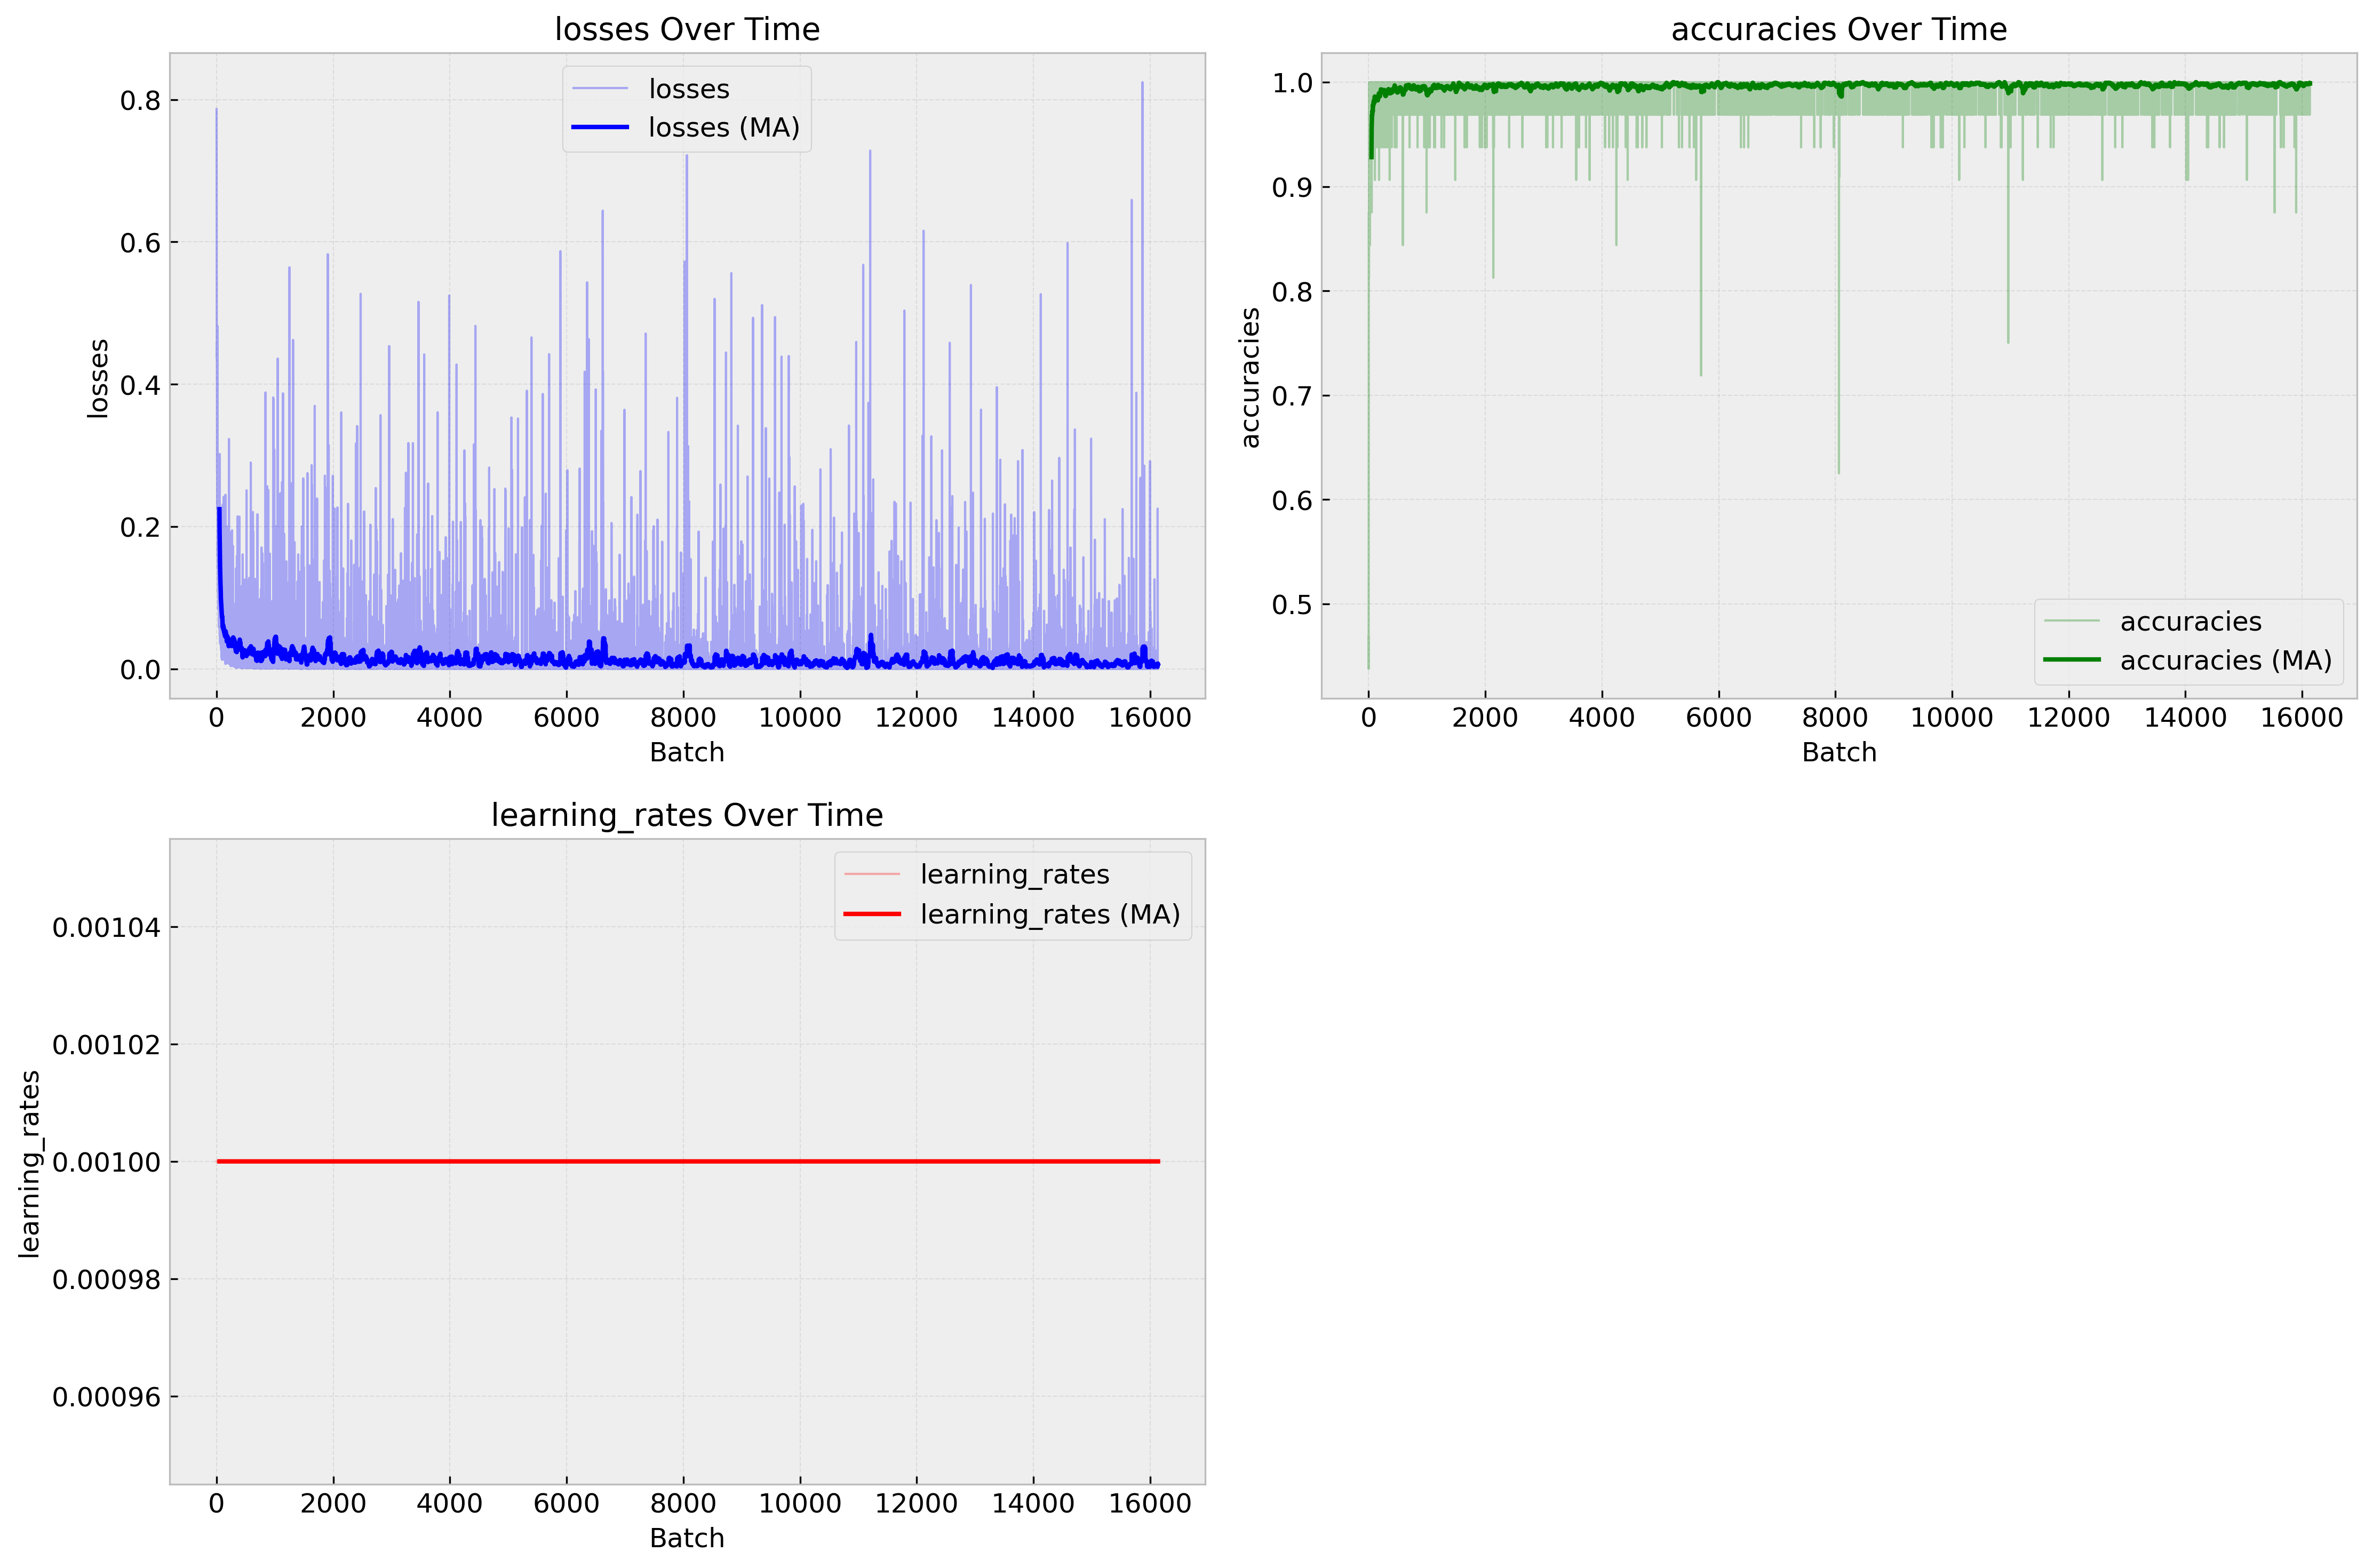 losses Over Time
losses
losses (MA)
0.8
0.6
0.4
0.2
0.0
losses
0
2000
4000
6000
8000
10000
12000
14000
16000
Batch
accuracies Over Time
1.0
0.9
0.8
0.7
0.6
0.5
accuracies
accuracies
accuracies (MA)
0
2000
4000
6000
8000
10000
12000
14000
16000
Batch
learning_rates Over Time
learning_rates
learning_rates (MA)
0.00104
0.00102
0.00100
0.00098
0.00096
learning_rates
0
2000
4000
6000
8000
10000
12000
14000
16000
Batch